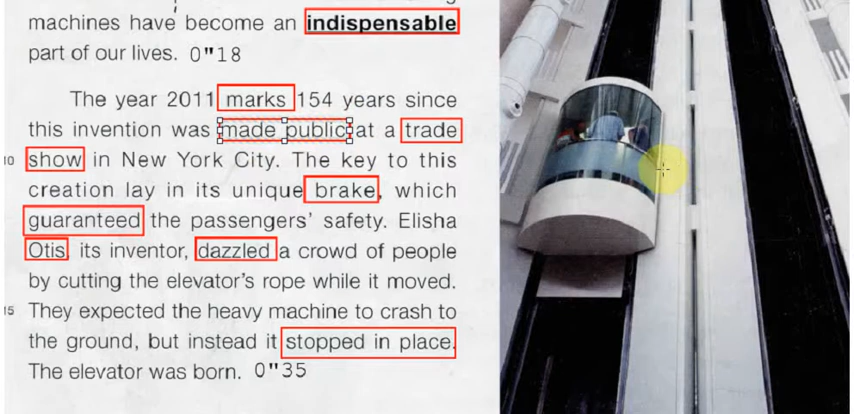 machines have become an indispensable
part of our lives. 0"18
The year 2011 marks 154 years since
this invention was made public at a trade
10 show in New York City. The key to this
creation lay in its unique brake, which
guaranteed the passengers' safety. Elisha
Otis, its inventor, dazzled a crowd of people
by cutting the elevator's rope while it moved.
15 They expected the heavy machine to crash to
the ground, but instead it stopped in place.
The elevator was born. 0"35